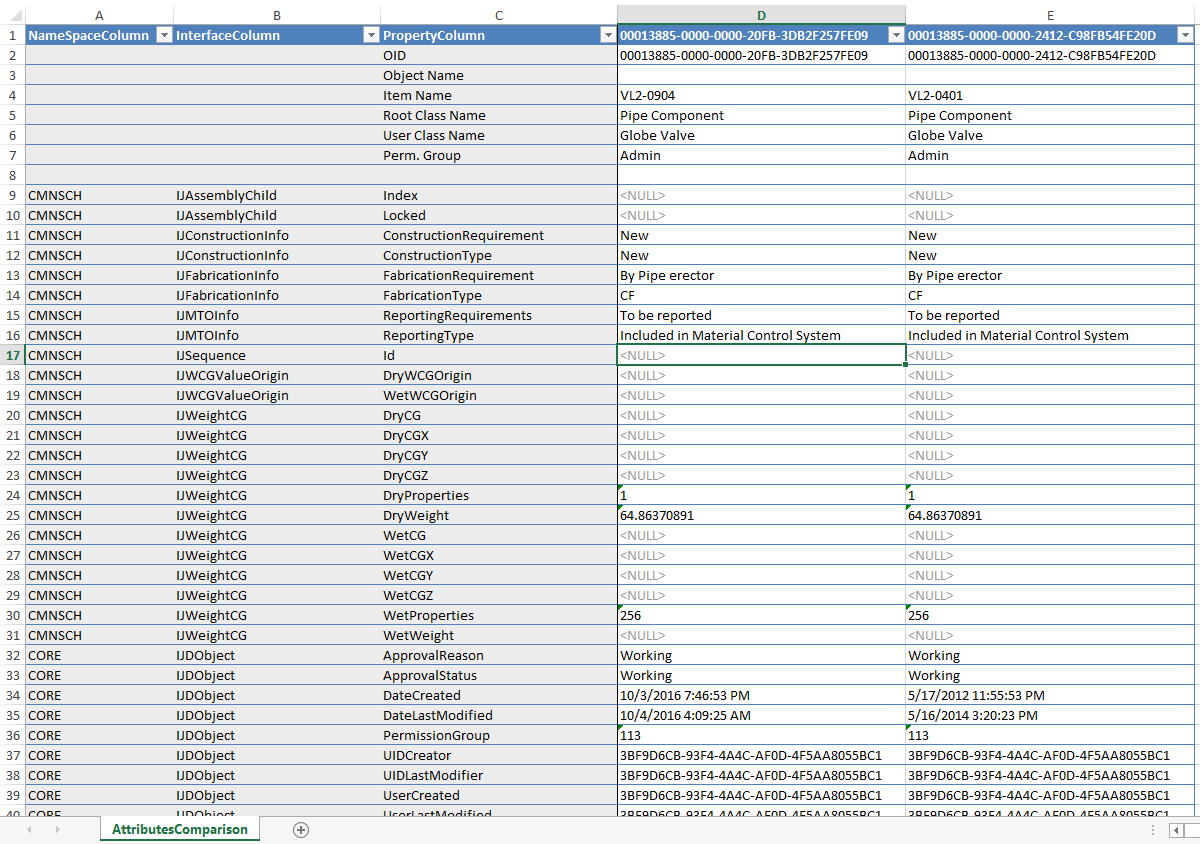 A B C D E
1 NameSpaceColumn InterfaceColumn PropertyColumn 00013885-0000-0000-20FB-3DB2F257FE09 00013885-0000-0000-2412-C98FB54FE20D
2 OID 00013885-0000-0000-20FB-3DB2F257FE09 00013885-0000-0000-2412-C98FB54FE20D
3 Object Name
4 Item Name VL2-0904 VL2-0401
5 Root Class Name Pipe Component Pipe Component
6 User Class Name Globe Valve Globe Valve
7 Perm. Group Admin Admin
8
9 CMNSCH IJAssemblyChild Index <NULL> <NULL>
10 CMNSCH IJAssemblyChild Locked <NULL> <NULL>
11 CMNSCH IJConstructionInfo ConstructionRequirement New New
12 CMNSCH IJConstructionInfo ConstructionType New New
13 CMNSCH IJFabricationInfo FabricationRequirement By Pipe erector By Pipe erector
14 CMNSCH IJFabricationInfo FabricationType CF CF
15 CMNSCH IJMTOInfo ReportingRequirements To be reported To be reported
16 CMNSCH IJMTOInfo ReportingType Included in Material Control System Included in Material Control System
17 CMNSCH IJSequence Id <NULL> <NULL>
18 CMNSCH IJWCGValueOrigin DryWCGOrigin <NULL> <NULL>
19 CMNSCH IJWCGValueOrigin WetWCGOrigin <NULL> <NULL>
20 CMNSCH IJWeightCG DryCG <NULL> <NULL>
21 CMNSCH IJWeightCG DryCGX <NULL> <NULL>
22 CMNSCH IJWeightCG DryCGY <NULL> <NULL>
23 CMNSCH IJWeightCG DryCGZ <NULL> <NULL>
24 CMNSCH IJWeightCG DryProperties 1 1
25 CMNSCH IJWeightCG DryWeight 64.86370891 64.86370891
26 CMNSCH IJWeightCG WetCG <NULL> <NULL>
27 CMNSCH IJWeightCG WetCGX <NULL> <NULL>
28 CMNSCH IJWeightCG WetCGY <NULL> <NULL>
29 CMNSCH IJWeightCG WetCGZ <NULL> <NULL>
30 CMNSCH IJWeightCG WetProperties 256 256
31 CMNSCH IJWeightCG WetWeight <NULL> <NULL>
32 CORE IJDObject ApprovalReason Working Working
33 CORE IJDObject ApprovalStatus Working Working
34 CORE IJDObject DateCreated 10/3/2016 7:46:53 PM 5/17/2012 11:55:53 PM
35 CORE IJDObject DateLastModified 10/4/2016 4:09:25 AM 5/16/2014 3:20:23 PM
36 CORE IJDObject PermissionGroup 113 113
37 CORE IJDObject UIDCreator 3BF9D6CB-93F4-4A4C-AF0D-4F5AA8055BC1 3BF9D6CB-93F4-4A4C-AF0D-4F5AA8055BC1
38 CORE IJDObject UIDLastModifier 3BF9D6CB-93F4-4A4C-AF0D-4F5AA8055BC1 3BF9D6CB-93F4-4A4C-AF0D-4F5AA8055BC1
39 CORE IJDObject UserCreated 3BF9D6CB-93F4-4A4C-AF0D-4F5AA8055BC1 3BF9D6CB-93F4-4A4C-AF0D-4F5AA8055BC1
40 CORE IJDObject UserLastModified 3BF9D6CB-93F4-4A4C-AF0D-4F5AA8055BC1 3BF9D6CB-93F4-4A4C-AF0D-4F5AA8055BC1
AttributesComparison